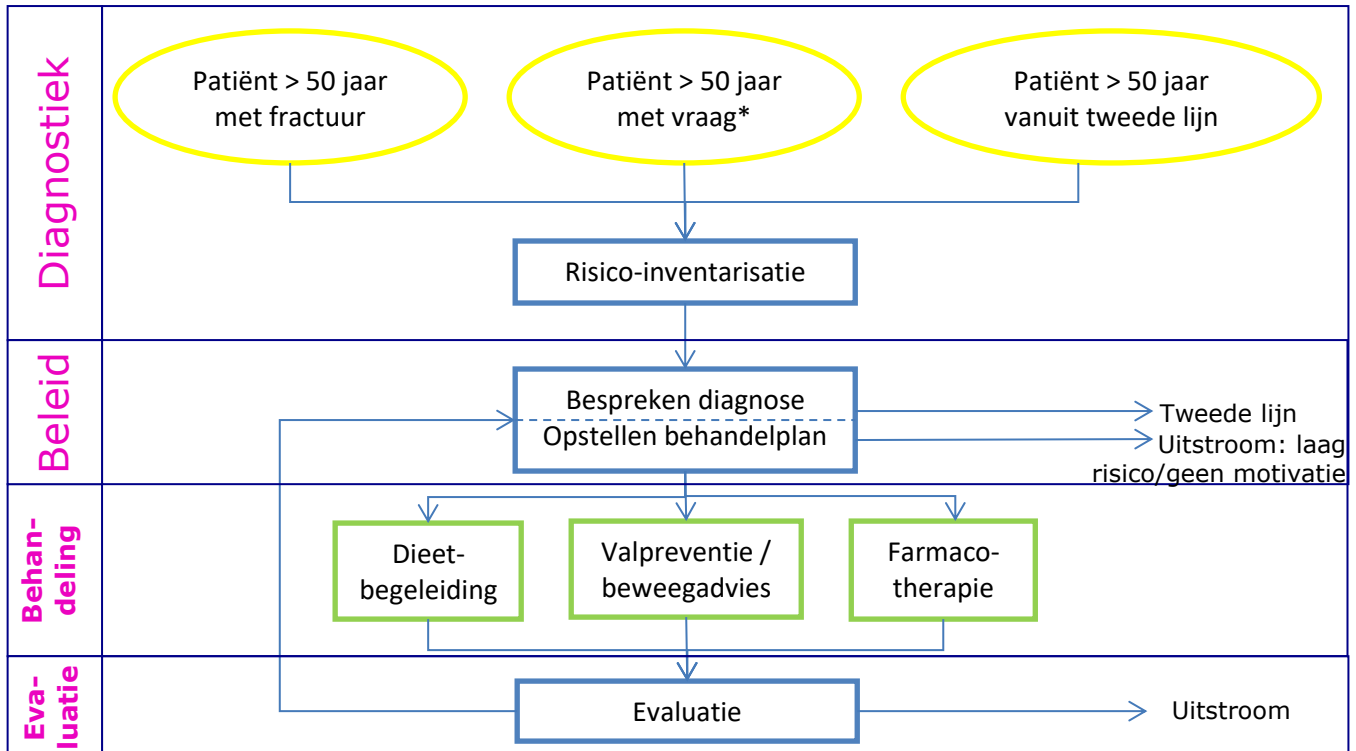 Diagnostiek
Patiënt > 50 jaar
met fractuur
Patiënt > 50 jaar
met vraag*
Patiënt > 50 jaar
vanuit tweede lijn
Risico-inventarisatie
Beleid
Bespreken diagnose
Opstellen behandelplan
Tweede lijn
Uitstroom: laag
risico/geen motivatie
Behan-
deling
Dieet-
begeleiding
Valpreventie /
beweegadvies
Farmaco-
therapie
Eva-
luatie
Evaluatie
Uitstroom